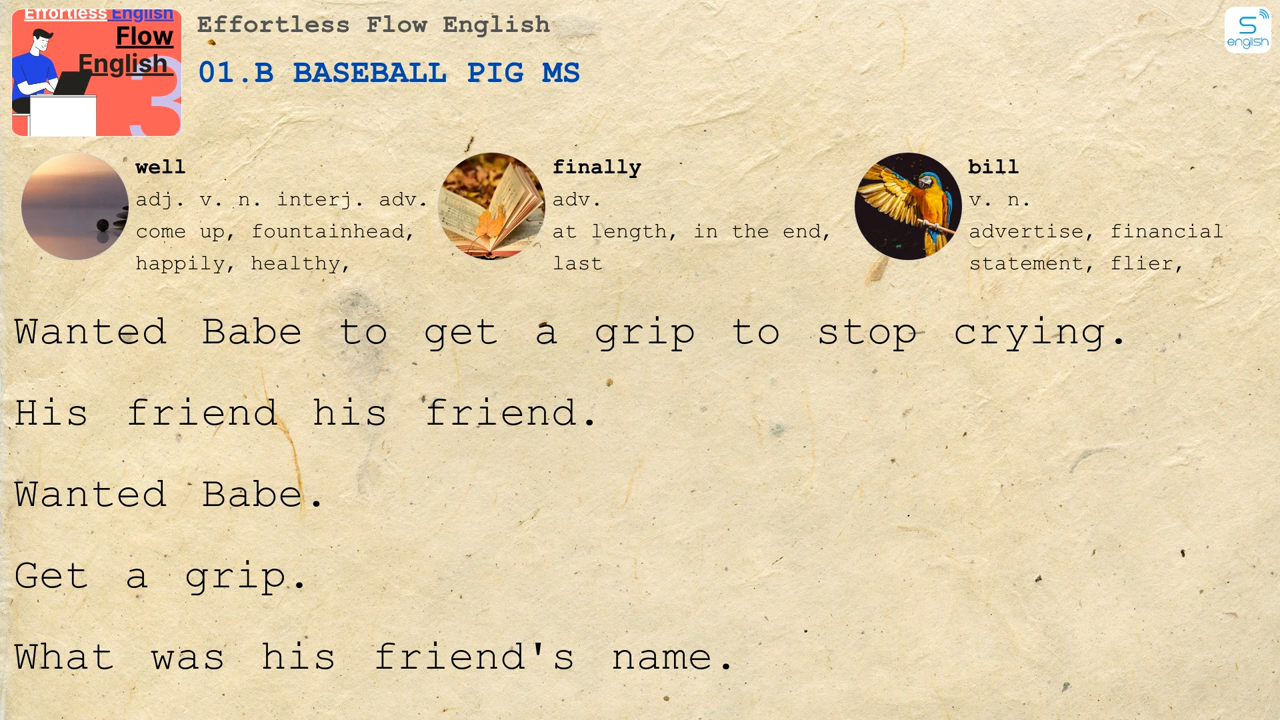 Effortless English
Flow
English
3
Effortless Flow English
01.B BASEBALL PIG MS
S
english
well
adj. v. n. interj. adv.
come up, fountainhead,
happily, healthy,
finally
adv.
at length, in the end,
last
bill
v. n.
advertise, financial
statement, flier,
Wanted Babe to get a grip to stop crying.
His friend his friend.
Wanted Babe.
Get a grip.
What was his friend's name.